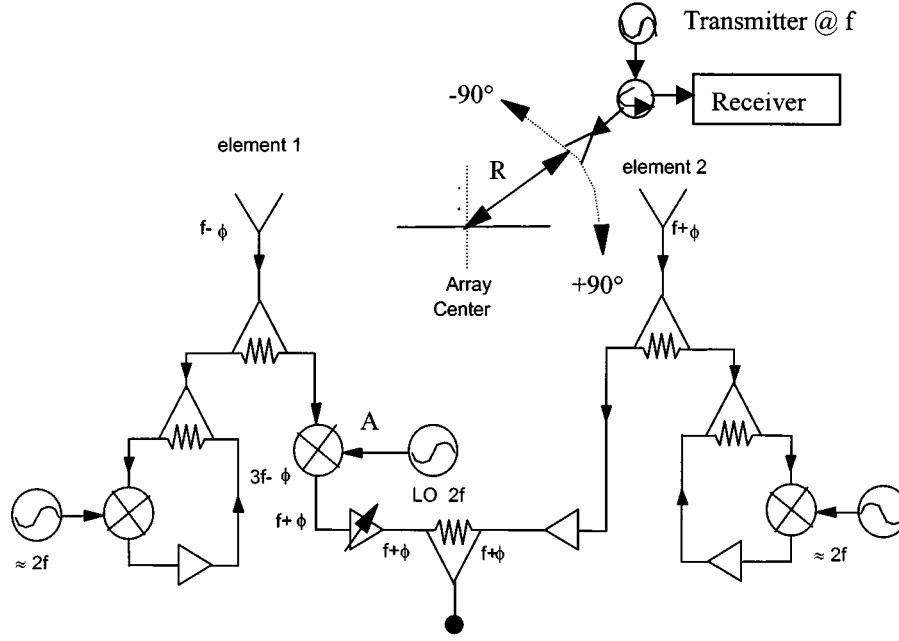 Transmitter @ f
-90°
Receiver
element 1
R
element 2
f- ϕ
f+ϕ
+90°
Array
Center
A
3f- ϕ
LO 2f
f+ ϕ
≈ 2f
f+ϕ
f+ϕ
≈ 2f